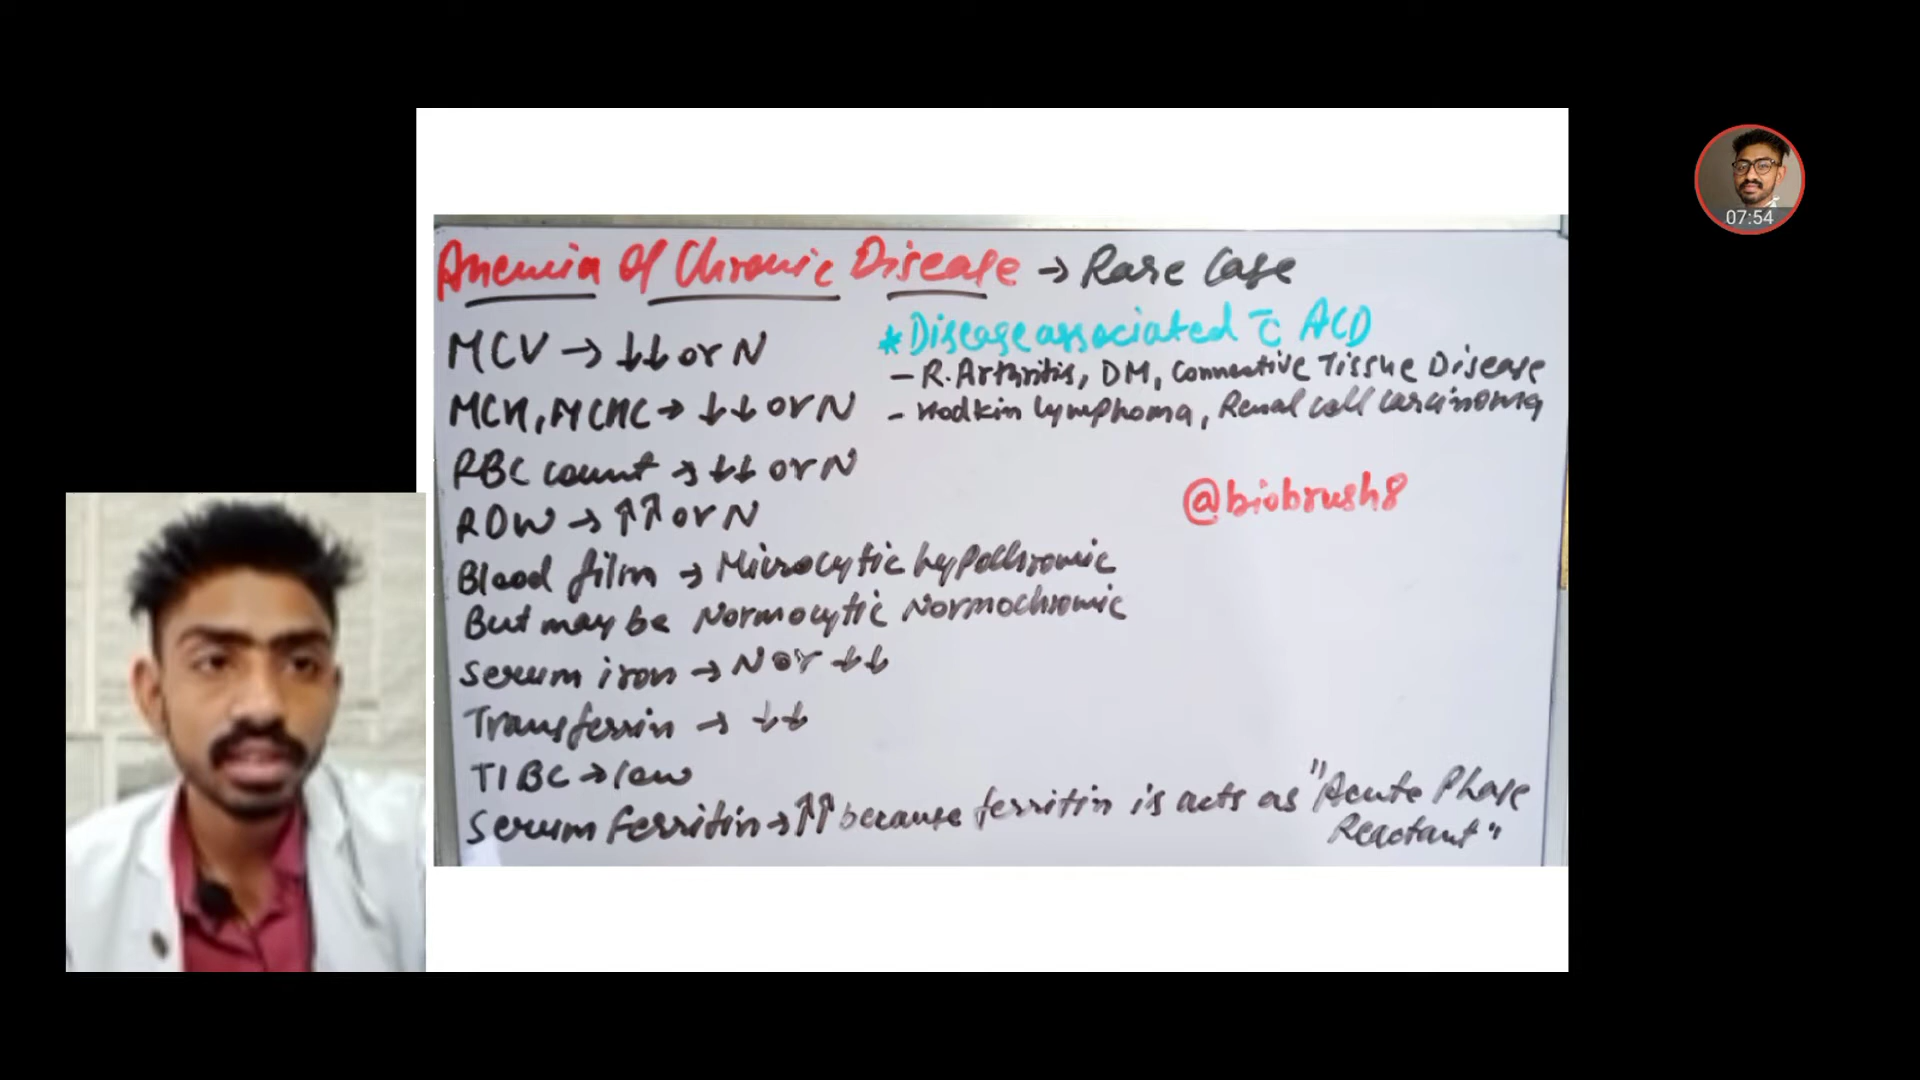 Anemia Of Chronic Disease → Rare Case
MCV → ↓↓ or N
MCH, MCHC → ↓↓ or N
RBC count → ↓↓ or N
RDW → ↑↑ or N
Blood film → Microcytic hypochromic
But may be Normocytic Normochromic
Serum iron → N or ↓↓
Transferrin → ↓↓
TIBC → low
Serum Ferritin → ↑↑ because ferritin is acts as "Acute Phase
Reactant"
* Disease associated c̄ ACD
- R. Arthritis, DM, Connective Tissue Disease
- Hodkin lymphoma, Renal cell carcinoma
@biobrush8
07:54